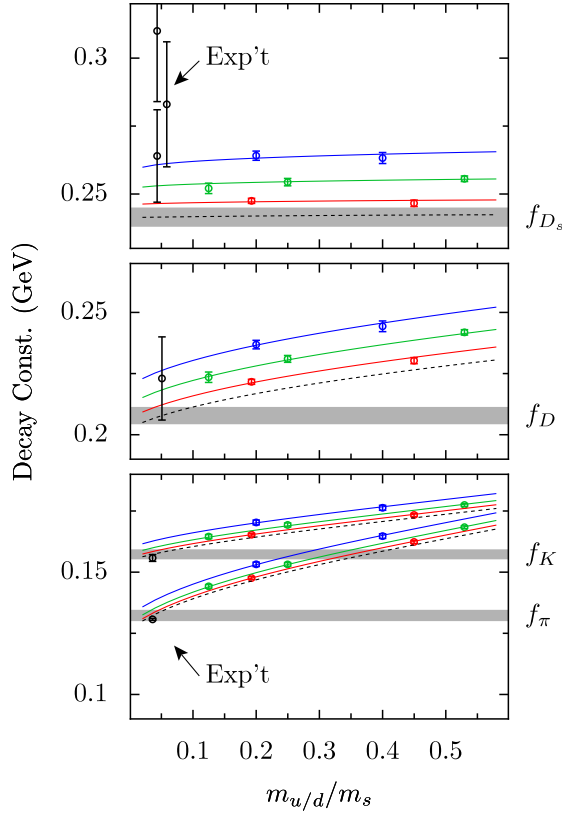 0.3
Exp't
0.25
f_{D_s}
Decay Const. (GeV)
0.25
0.2
f_D
0.15
f_K
f_π
Exp't
0.1
0.1 0.2 0.3 0.4 0.5
m_{u/d}/m_s